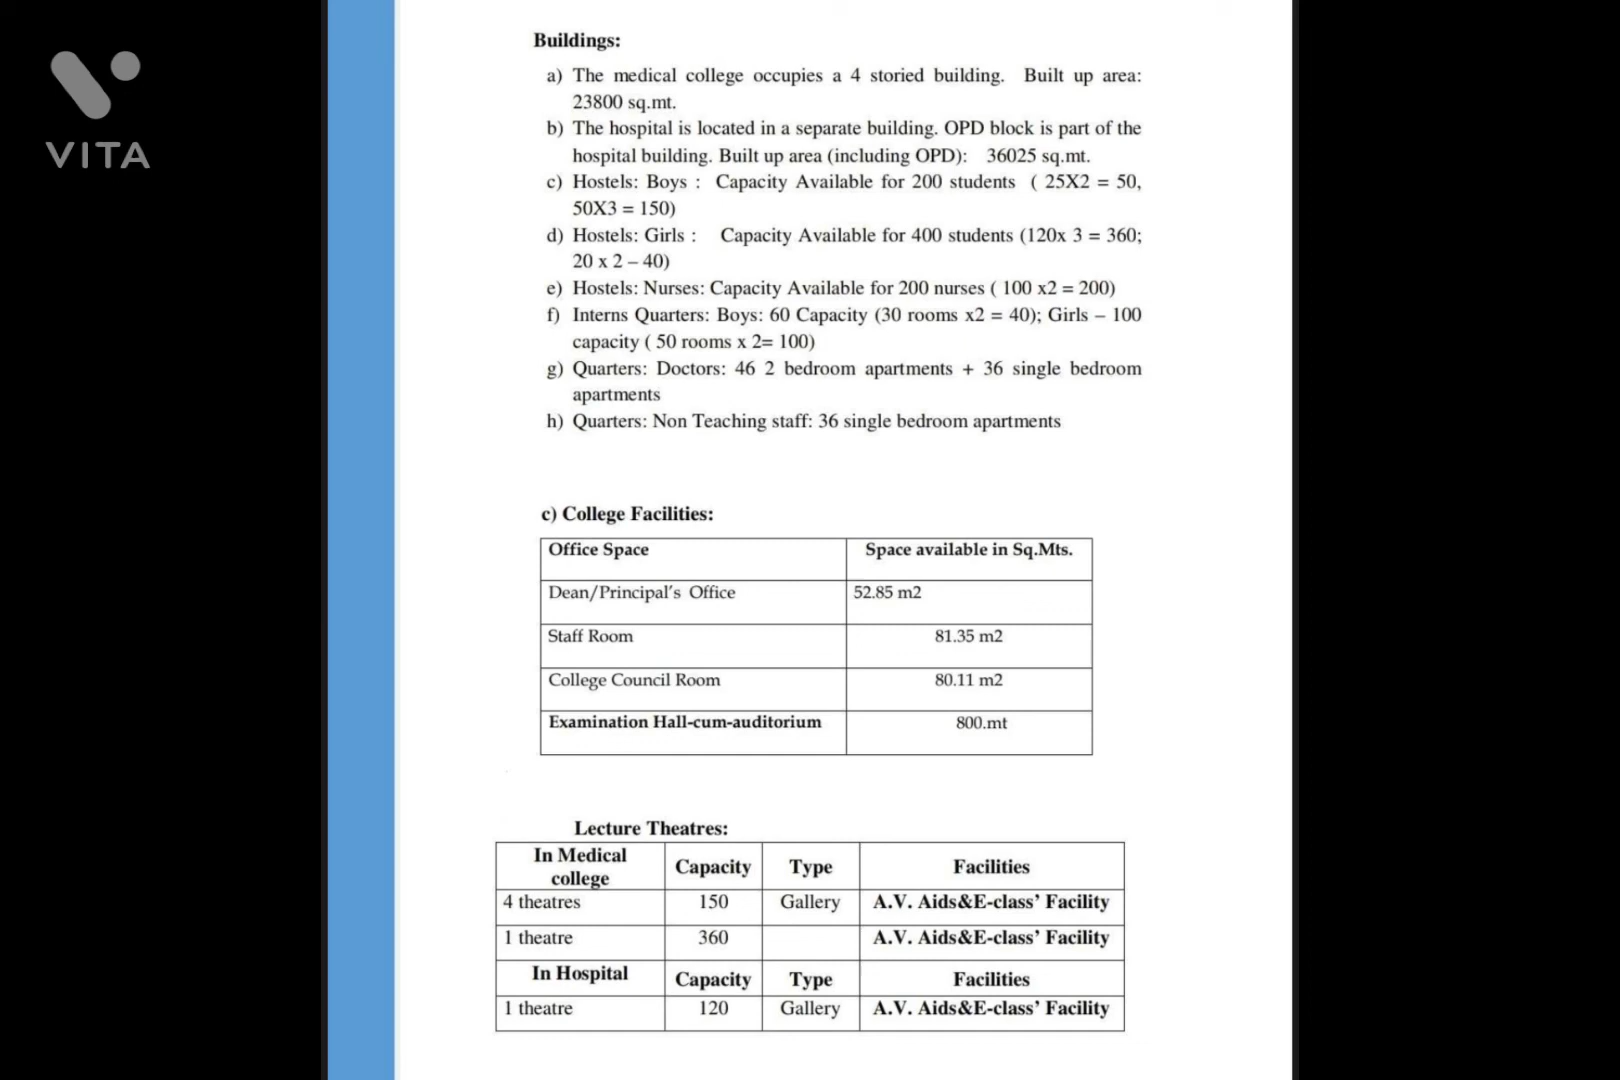 VITA
Buildings:
a) The medical college occupies a 4 storied building. Built up area:
23800 sq.mt.
b) The hospital is located in a separate building. OPD block is part of the
hospital building. Built up area (including OPD): 36025 sq.mt.
c) Hostels: Boys : Capacity Available for 200 students ( 25X2 = 50,
50X3 = 150)
d) Hostels: Girls : Capacity Available for 400 students (120x 3 = 360;
20 x 2 – 40)
e) Hostels: Nurses: Capacity Available for 200 nurses ( 100 x2 = 200)
f) Interns Quarters: Boys: 60 Capacity (30 rooms x2 = 40); Girls – 100
capacity ( 50 rooms x 2= 100)
g) Quarters: Doctors: 46 2 bedroom apartments + 36 single bedroom
apartments
h) Quarters: Non Teaching staff: 36 single bedroom apartments
c) College Facilities:
Office Space Space available in Sq.Mts.
Dean/Principal's Office 52.85 m2
Staff Room 81.35 m2
College Council Room 80.11 m2
Examination Hall-cum-auditorium 800.mt
Lecture Theatres:
In Medical
college Capacity Type Facilities
4 theatres 150 Gallery A.V. Aids&E-class' Facility
1 theatre 360 A.V. Aids&E-class' Facility
In Hospital Capacity Type Facilities
1 theatre 120 Gallery A.V. Aids&E-class' Facility